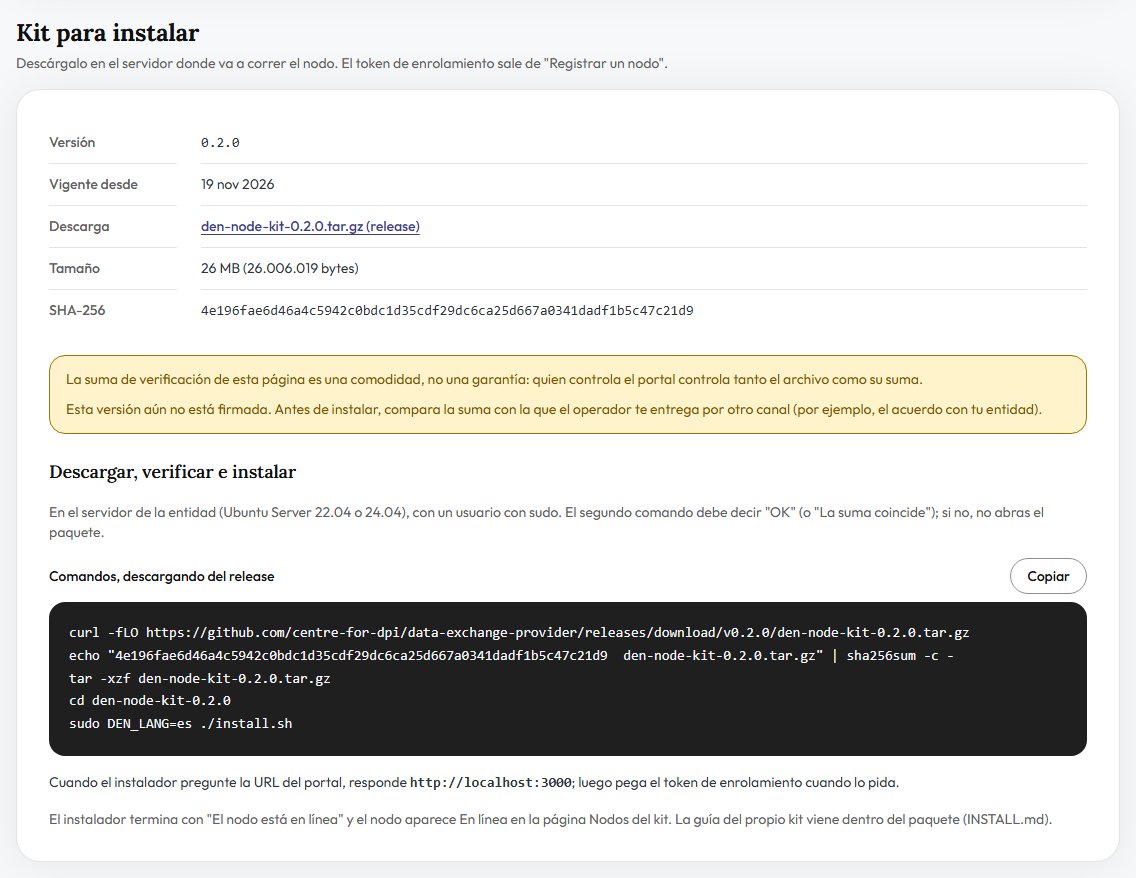 Kit para instalar
Descárgalo en el servidor donde va a correr el nodo. El token de enrolamiento sale de "Registrar un nodo".
Versión 0.2.0
Vigente desde 19 nov 2026
Descarga den-node-kit-0.2.0.tar.gz (release)
Tamaño 26 MB (26.006.019 bytes)
SHA-256 4e196fae6d46a4c5942c0bdc1d35cdf29dc6ca25d667a0341dadf1b5c47c21d9
La suma de verificación de esta página es una comodidad, no una garantía: quien controla el portal controla tanto el archivo como su suma.
Esta versión aún no está firmada. Antes de instalar, compara la suma con la que el operador te entrega por otro canal (por ejemplo, el acuerdo con tu entidad).
Descargar, verificar e instalar
En el servidor de la entidad (Ubuntu Server 22.04 o 24.04), con un usuario con sudo. El segundo comando debe decir "OK" (o "La suma coincide"); si no, no abras el
paquete.
Comandos, descargando del release
Copiar
curl -fLO https://github.com/centre-for-dpi/data-exchange-provider/releases/download/v0.2.0/den-node-kit-0.2.0.tar.gz
echo "4e196fae6d46a4c5942c0bdc1d35cdf29dc6ca25d667a0341dadf1b5c47c21d9  den-node-kit-0.2.0.tar.gz" | sha256sum -c -
tar -xzf den-node-kit-0.2.0.tar.gz
cd den-node-kit-0.2.0
sudo DEN_LANG=es ./install.sh
Cuando el instalador pregunte la URL del portal, responde http://localhost:3000; luego pega el token de enrolamiento cuando lo pida.
El instalador termina con "El nodo está en línea" y el nodo aparece En línea en la página Nodos del kit. La guía del propio kit viene dentro del paquete (INSTALL.md).